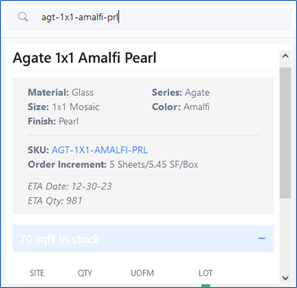 agt-1x1-amalfi-prl
Agate 1x1 Amalfi Pearl
Material: Glass Series: Agate
Size: 1x1 Mosaic Color: Amalfi
Finish: Pearl
SKU: AGT-1X1-AMALFI-PRL
Order Increment: 5 Sheets/5.45 SF/Box
ETA Date: 12-30-23
ETA Qty: 981
70 sqft in stock −
SITE QTY UOFM LOT